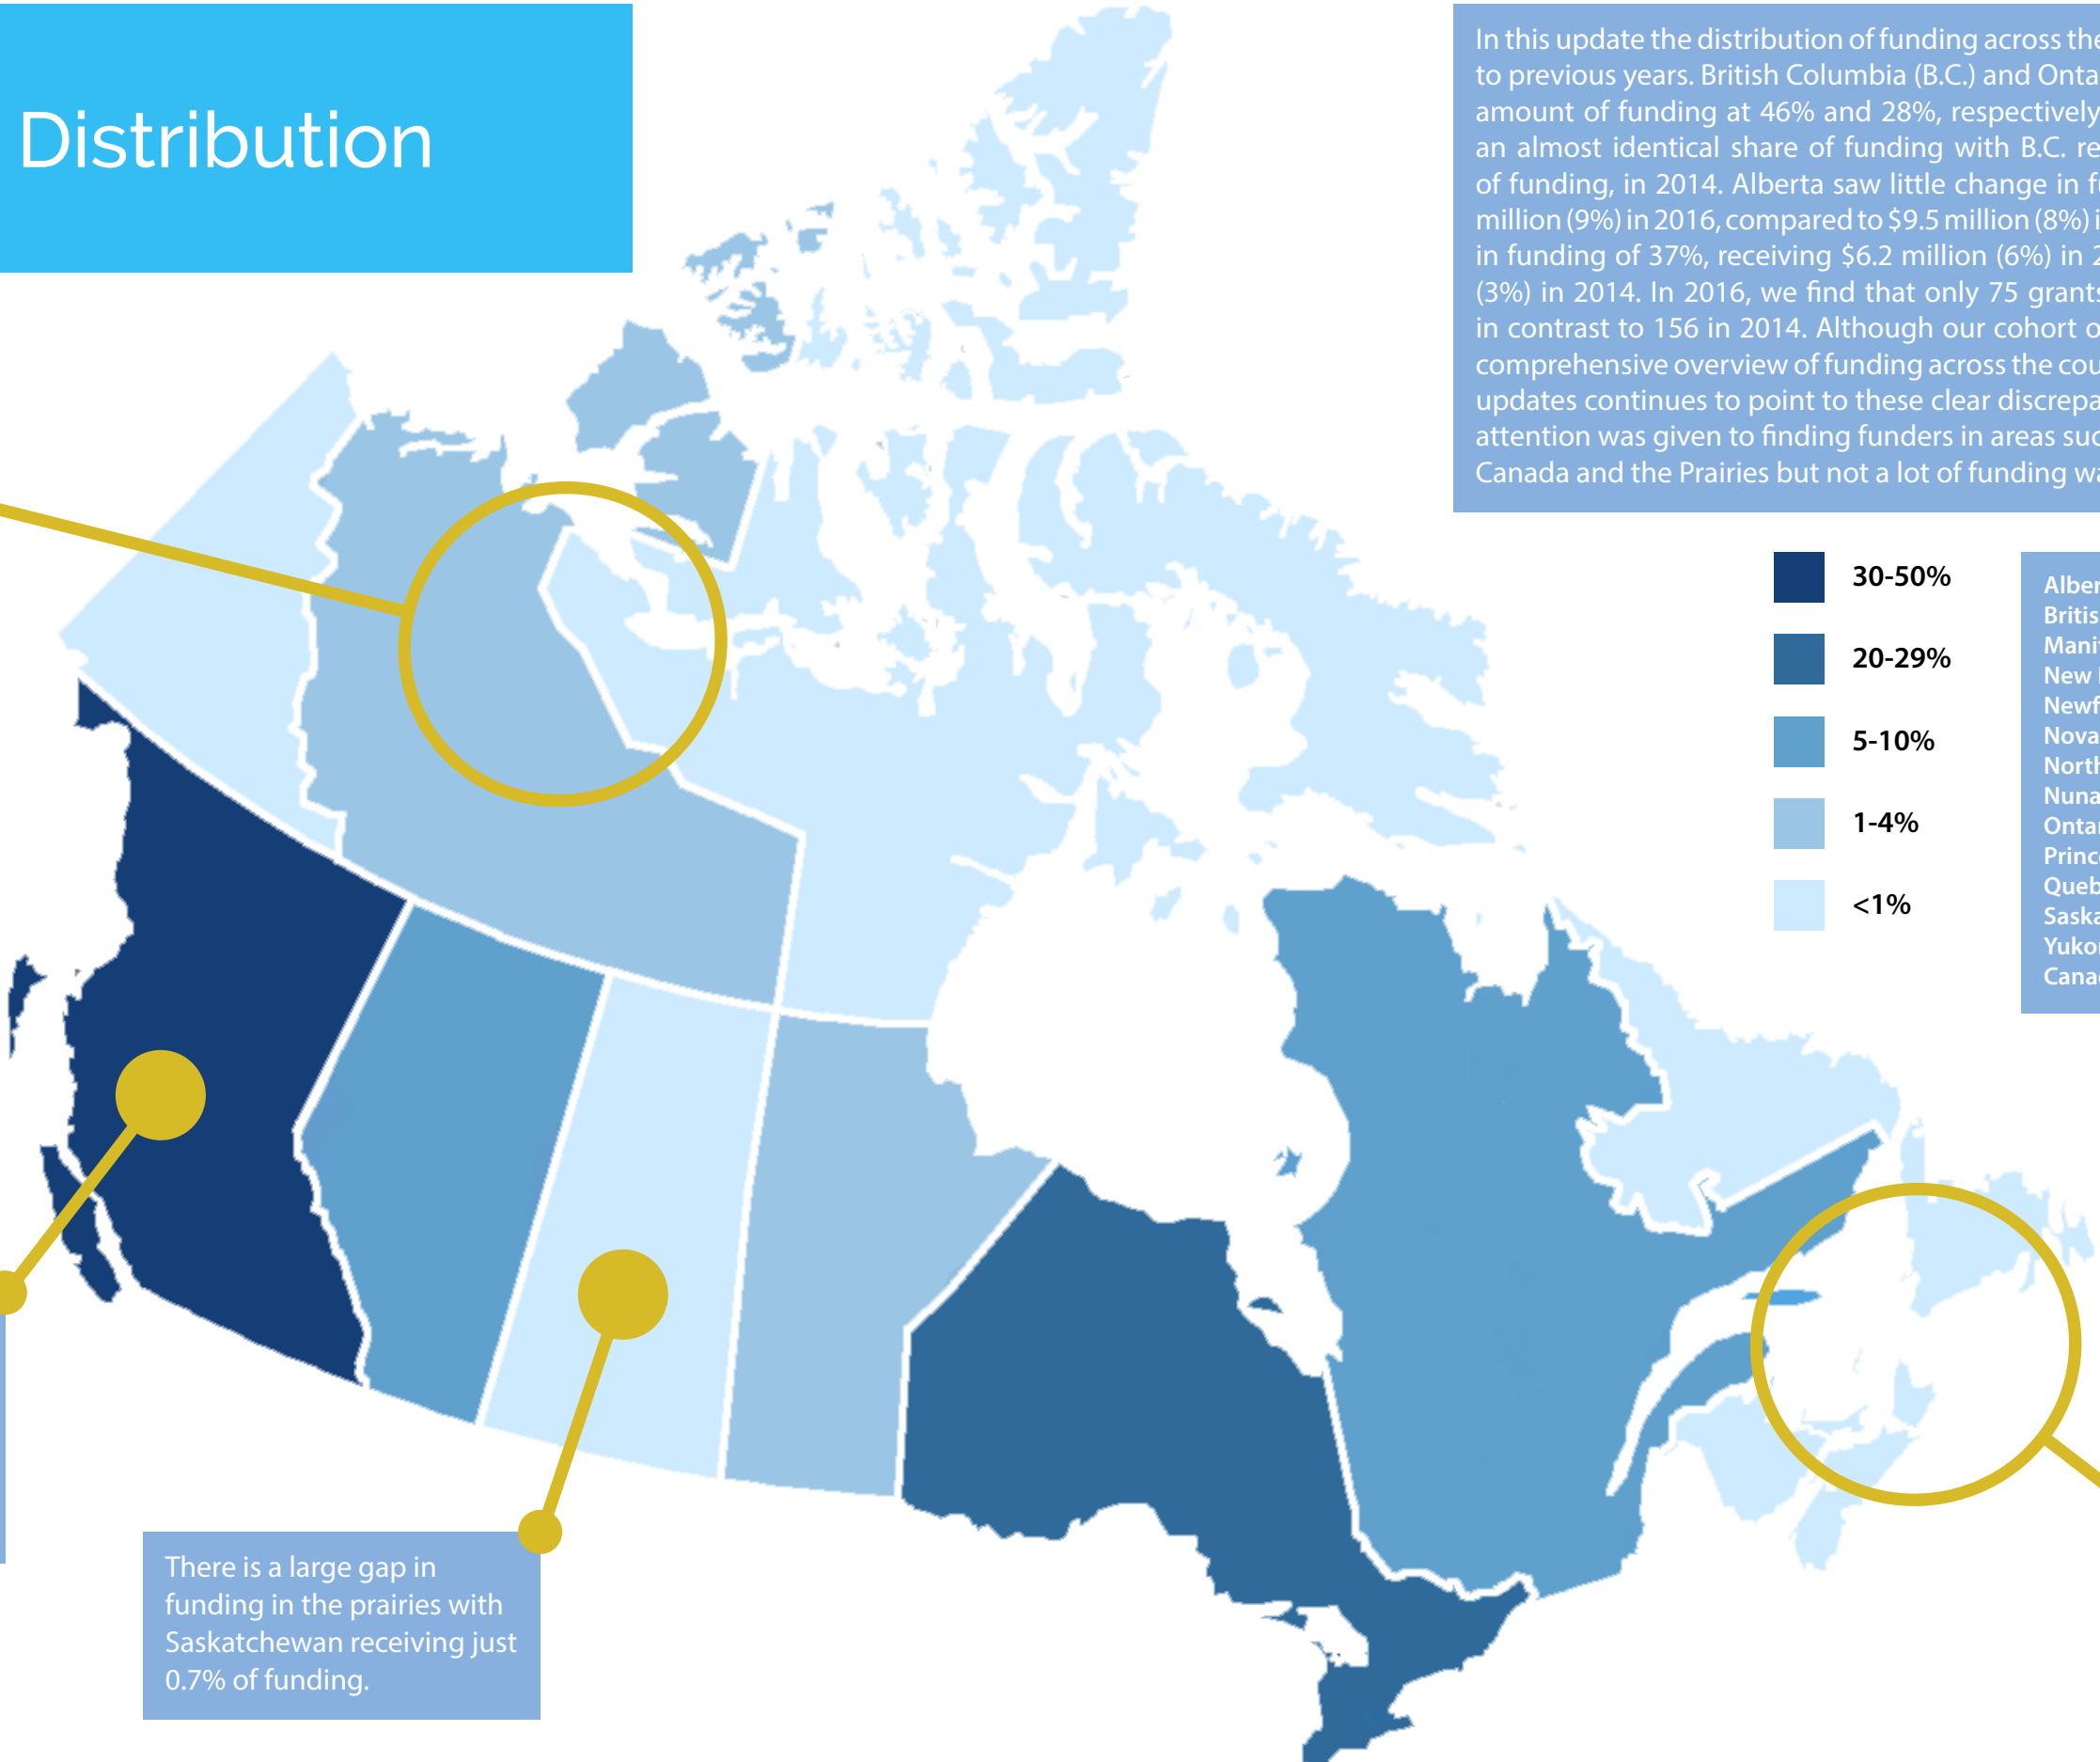 Distribution
In this update the distribution of funding across the
to previous years. British Columbia (B.C.) and Onta
amount of funding at 46% and 28%, respectively
an almost identical share of funding with B.C. re
of funding, in 2014. Alberta saw little change in fu
million (9%) in 2016, compared to $9.5 million (8%) i
in funding of 37%, receiving $6.2 million (6%) in 2
(3%) in 2014. In 2016, we find that only 75 grants
in contrast to 156 in 2014. Although our cohort o
comprehensive overview of funding across the cou
updates continues to point to these clear discrepa
attention was given to finding funders in areas suc
Canada and the Prairies but not a lot of funding wa
30-50%
20-29%
5-10%
1-4%
<1%
Alber
Britis
Mani
New
Newf
Nova
North
Nuna
Ontar
Princ
Queb
Saska
Yukon
Cana
There is a large gap in
funding in the prairies with
Saskatchewan receiving just
0.7% of funding.